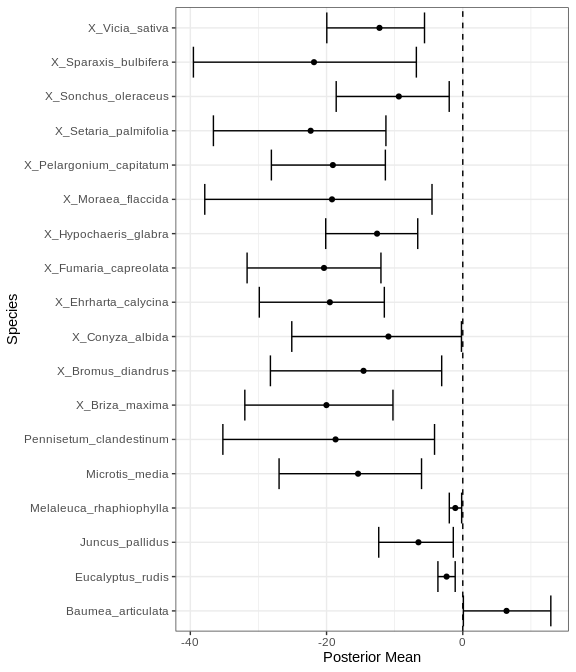 X_Vicia_sativa
X_Sparaxis_bulbifera
X_Sonchus_oleraceus
X_Setaria_palmifolia
X_Pelargonium_capitatum
X_Moraea_flaccida
X_Hypochaeris_glabra
X_Fumaria_capreolata
X_Ehrharta_calycina
X_Conyza_albida
X_Bromus_diandrus
X_Briza_maxima
Pennisetum_clandestinum
Microtis_media
Melaleuca_rhaphiophylla
Juncus_pallidus
Eucalyptus_rudis
Baumea_articulata
Species
-40 -20 0
Posterior Mean